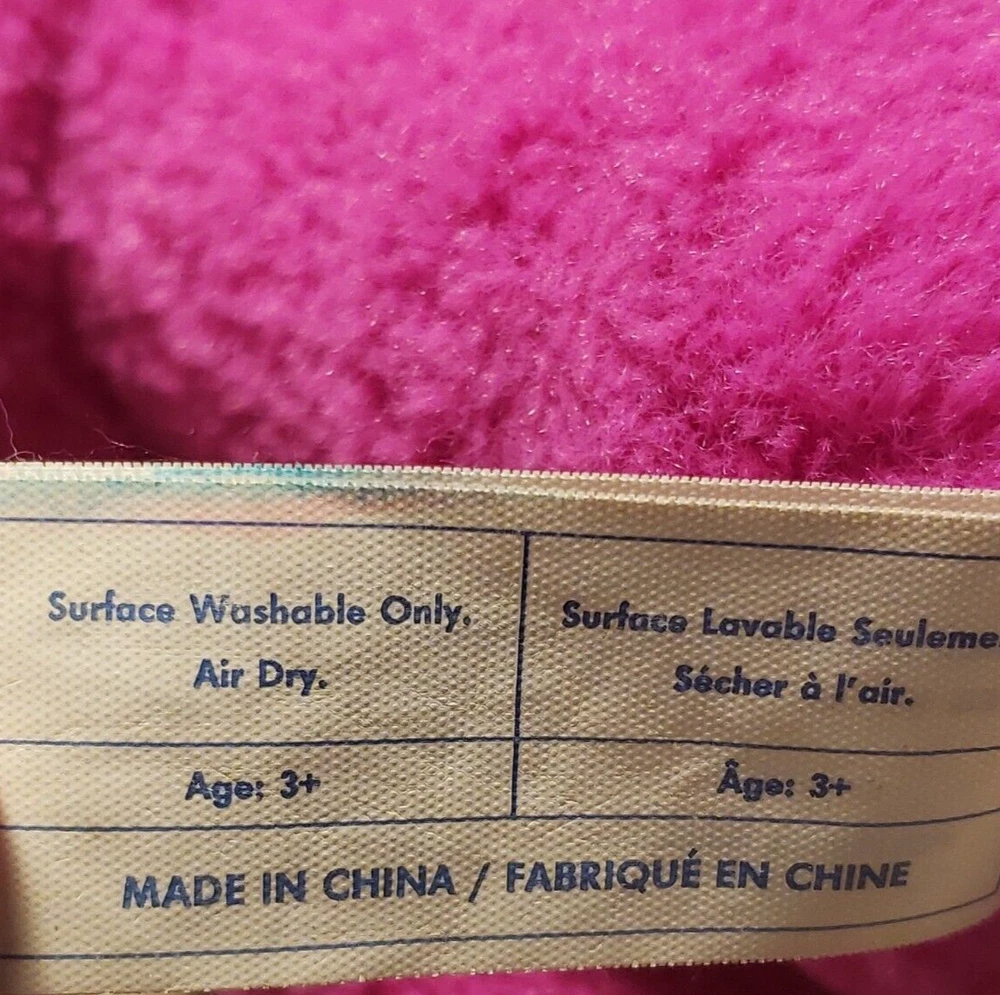 Surface Washable Only.
Air Dry.
Surface Lavable Seuleme
Sécher à l'air.
Age: 3+
Âge: 3+
MADE IN CHINA / FABRIQUÉ EN CHINE